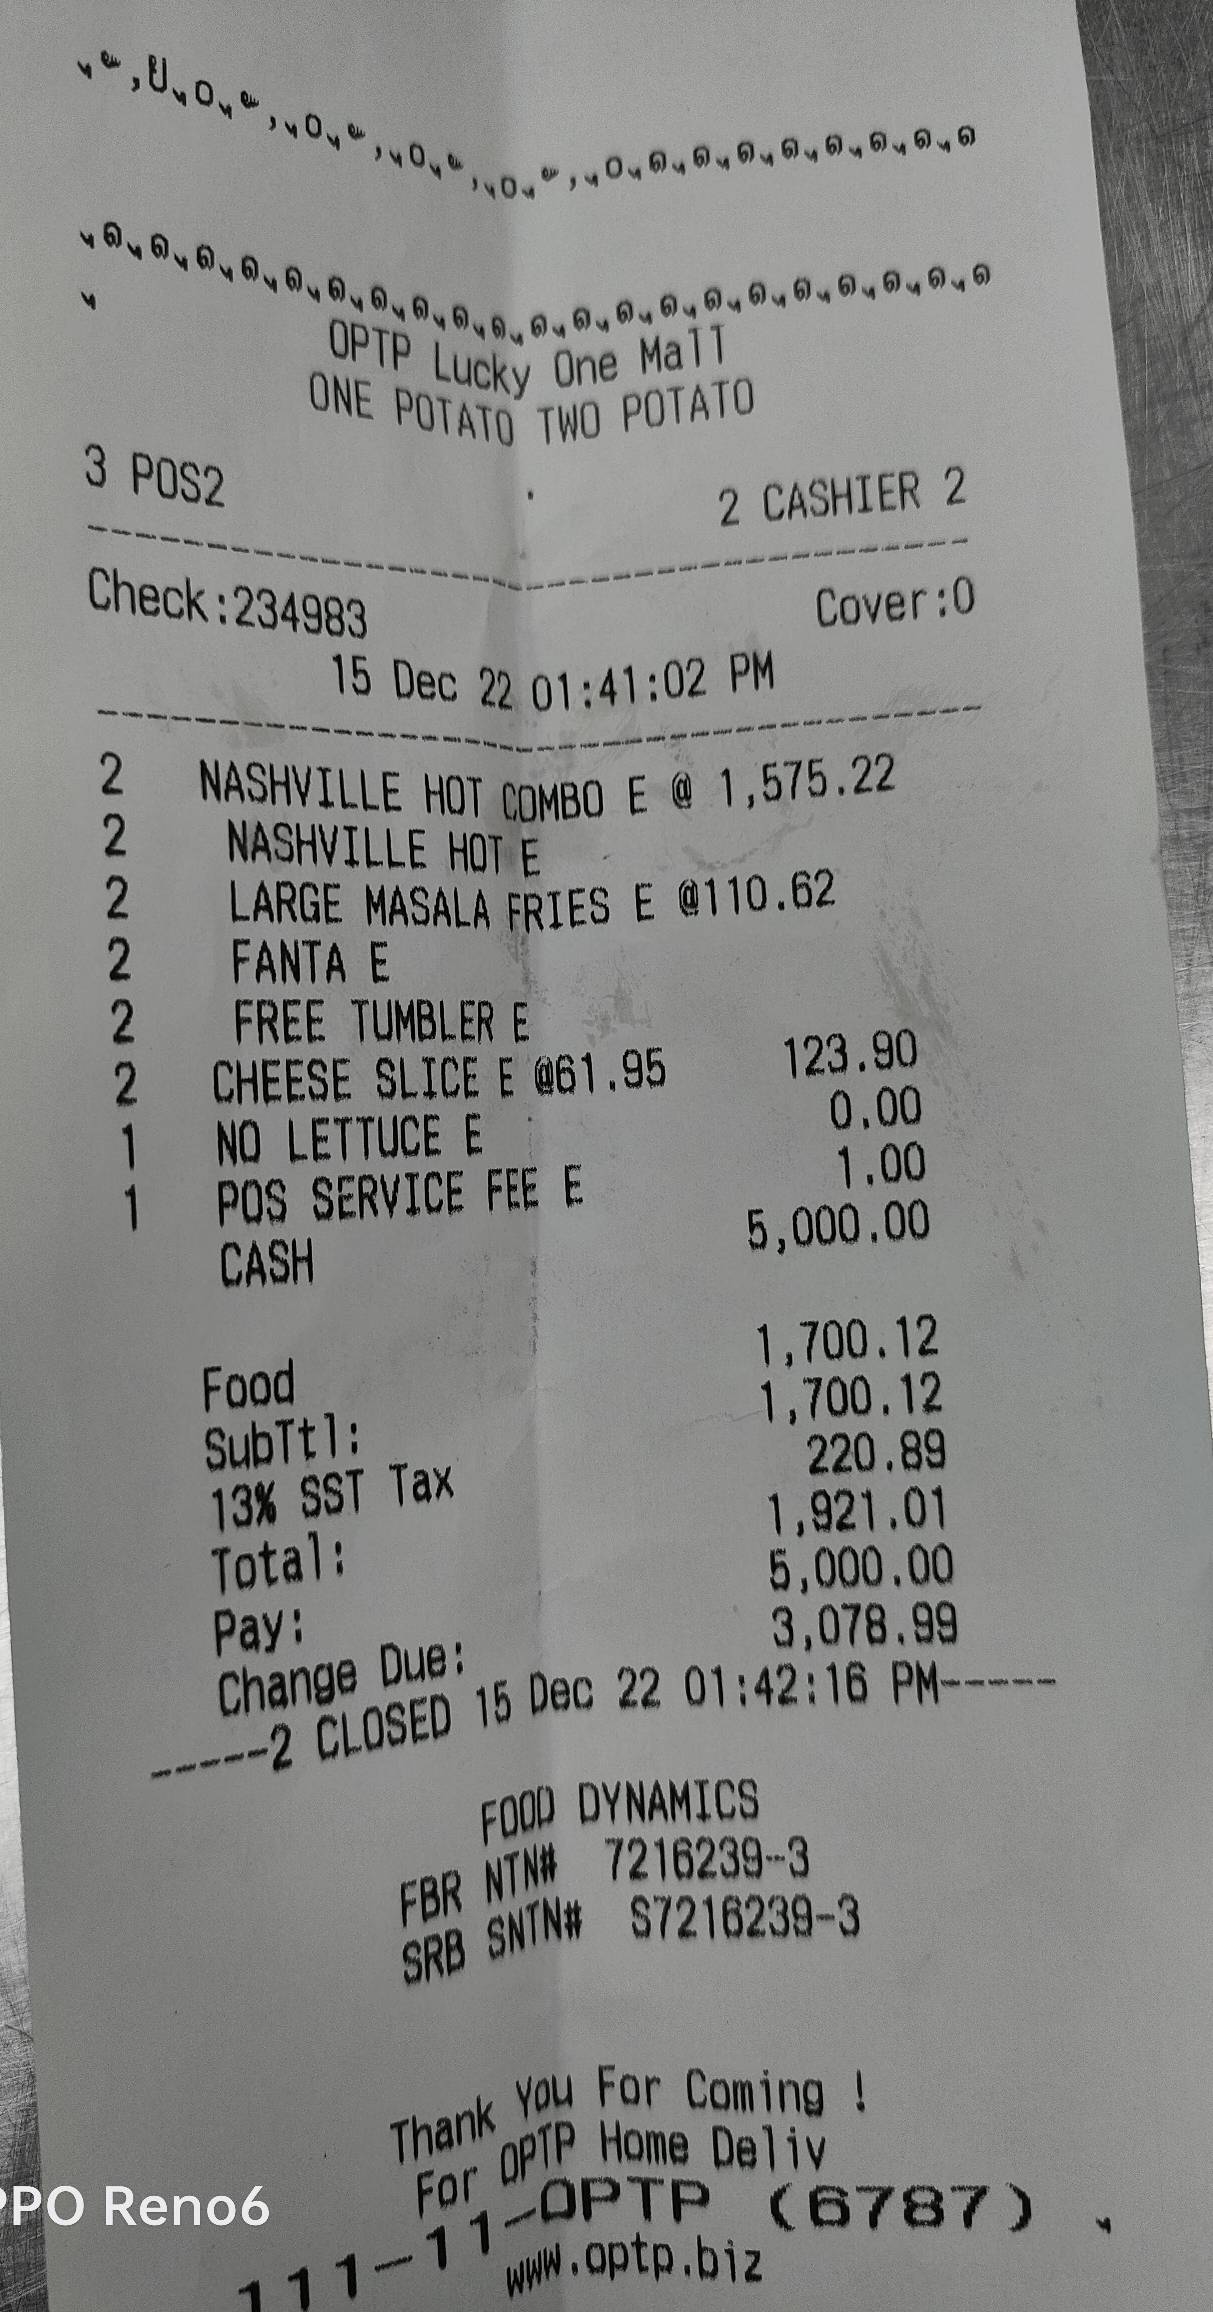 OPTP Lucky One Mall
ONE POTATO TWO POTATO
3 POS2 2 CASHIER 2
Check:234983 Cover:0
15 Dec 22 01:41:02 PM
2 NASHVILLE HOT COMBO E @ 1,575.22
2 NASHVILLE HOT E
2 LARGE MASALA FRIES E @110.62
2 FANTA E
2 FREE TUMBLER E
2 CHEESE SLICE E @61.95 123.90
1 NO LETTUCE E 0.00
1 POS SERVICE FEE E 1.00
CASH 5,000.00
Food 1,700.12
SubTtl: 1,700.12
13% SST Tax 220.89
Total: 1,921.01
Pay: 5,000.00
Change Due: 3,078.99
-----2 CLOSED 15 Dec 22 01:42:16 PM-----
FOOD DYNAMICS
FBR NTN# 7216239-3
SRB SNTN# S7216239-3
Thank You For Coming !
For OPTP Home Deliv
111-11-OPTP (6787)
www.optp.biz
PPO Reno6